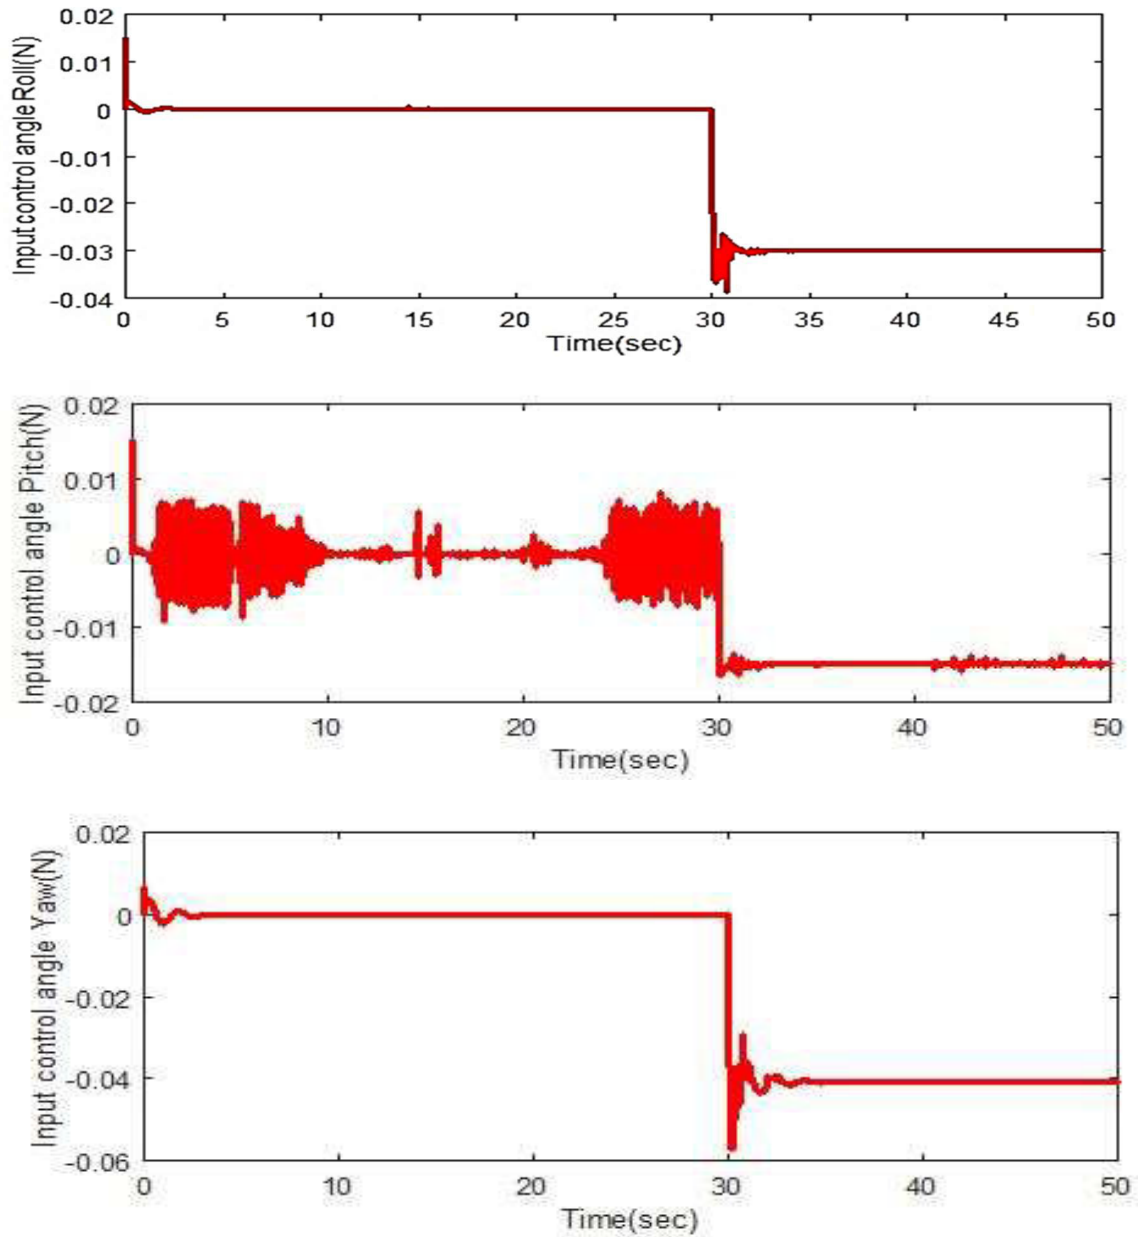 Input control angle Roll(N)
0.02
0.01
0
-0.01
-0.02
-0.03
-0.04
0 5 10 15 20 25 30 35 40 45 50
Time(sec)
Input control angle Pitch(N)
0.02
0.01
0
-0.01
-0.02
0 10 20 30 40 50
Time(sec)
Input control angle Yaw(N)
0.02
0
-0.02
-0.04
-0.06
0 10 20 30 40 50
Time(sec)